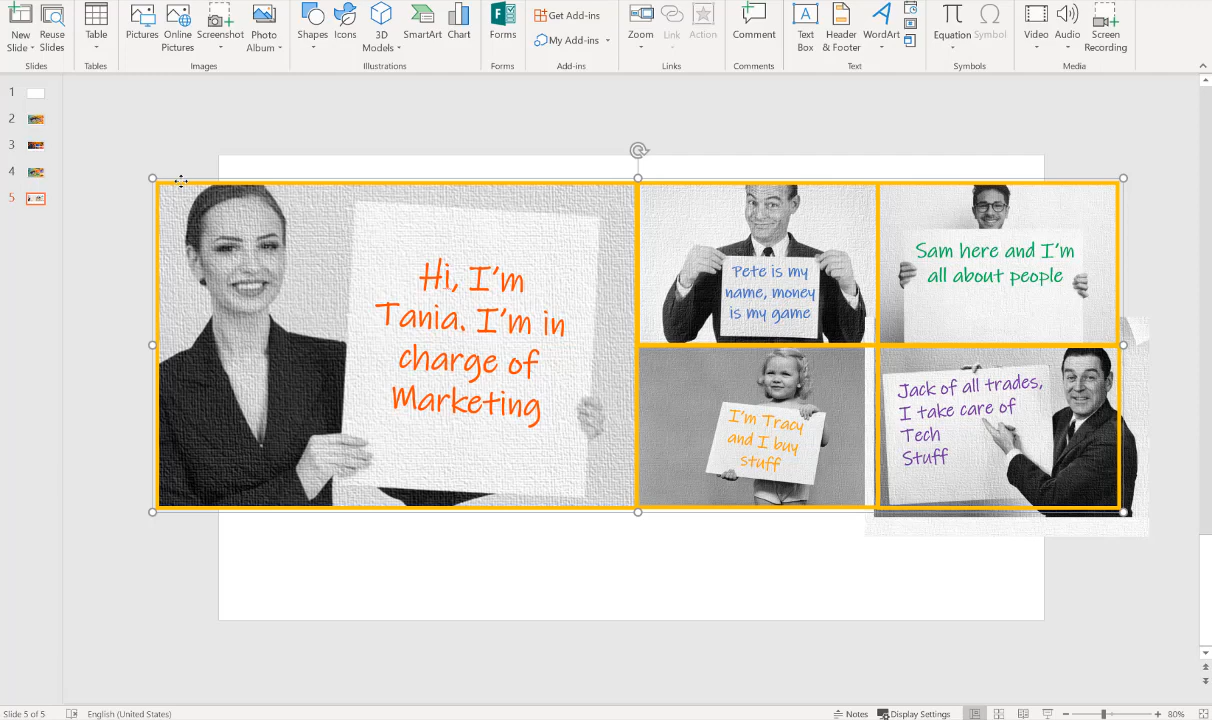 New Slide
Reuse Slides
Table
Pictures
Online Pictures
Screenshot
Photo Album
Shapes
Icons
3D Models
SmartArt
Chart
Forms
Get Add-ins
My Add-ins
Zoom
Link
Action
Comment
Text Box
Header & Footer
WordArt
Equation
Symbol
Video
Audio
Screen Recording
Slides
Tables
Images
Illustrations
Forms
Add-ins
Links
Comments
Text
Symbols
Media
1
2
3
4
5
Hi, I'm
Tania. I'm in
charge of
Marketing
Pete is my
name, money
is my game
Sam here and I'm
all about people
I'm Tracy
and I buy
stuff
Jack of all trades,
I take care of
Tech
Stuff
Slide 5 of 5
English (United States)
Notes
Display Settings
80%